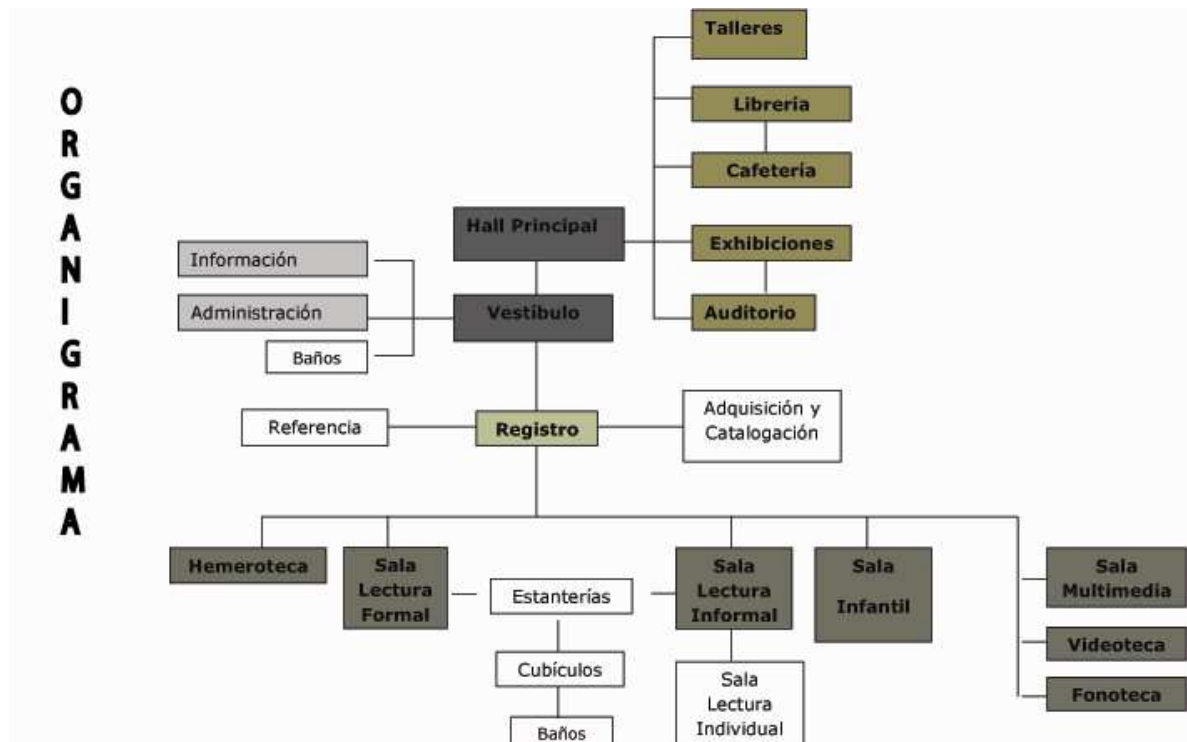 ORGANIGRAMA
Talleres
Librería
Cafetería
Hall Principal
Exhibiciones
Información
Administración
Vestíbulo
Auditorio
Baños
Referencia
Registro
Adquisición y
Catalogación
Hemeroteca
Sala
Lectura
Formal
Estanterías
Sala
Lectura
Informal
Sala
Infantil
Sala
Multimedia
Videoteca
Fonoteca
Cubículos
Baños
Sala
Lectura
Individual